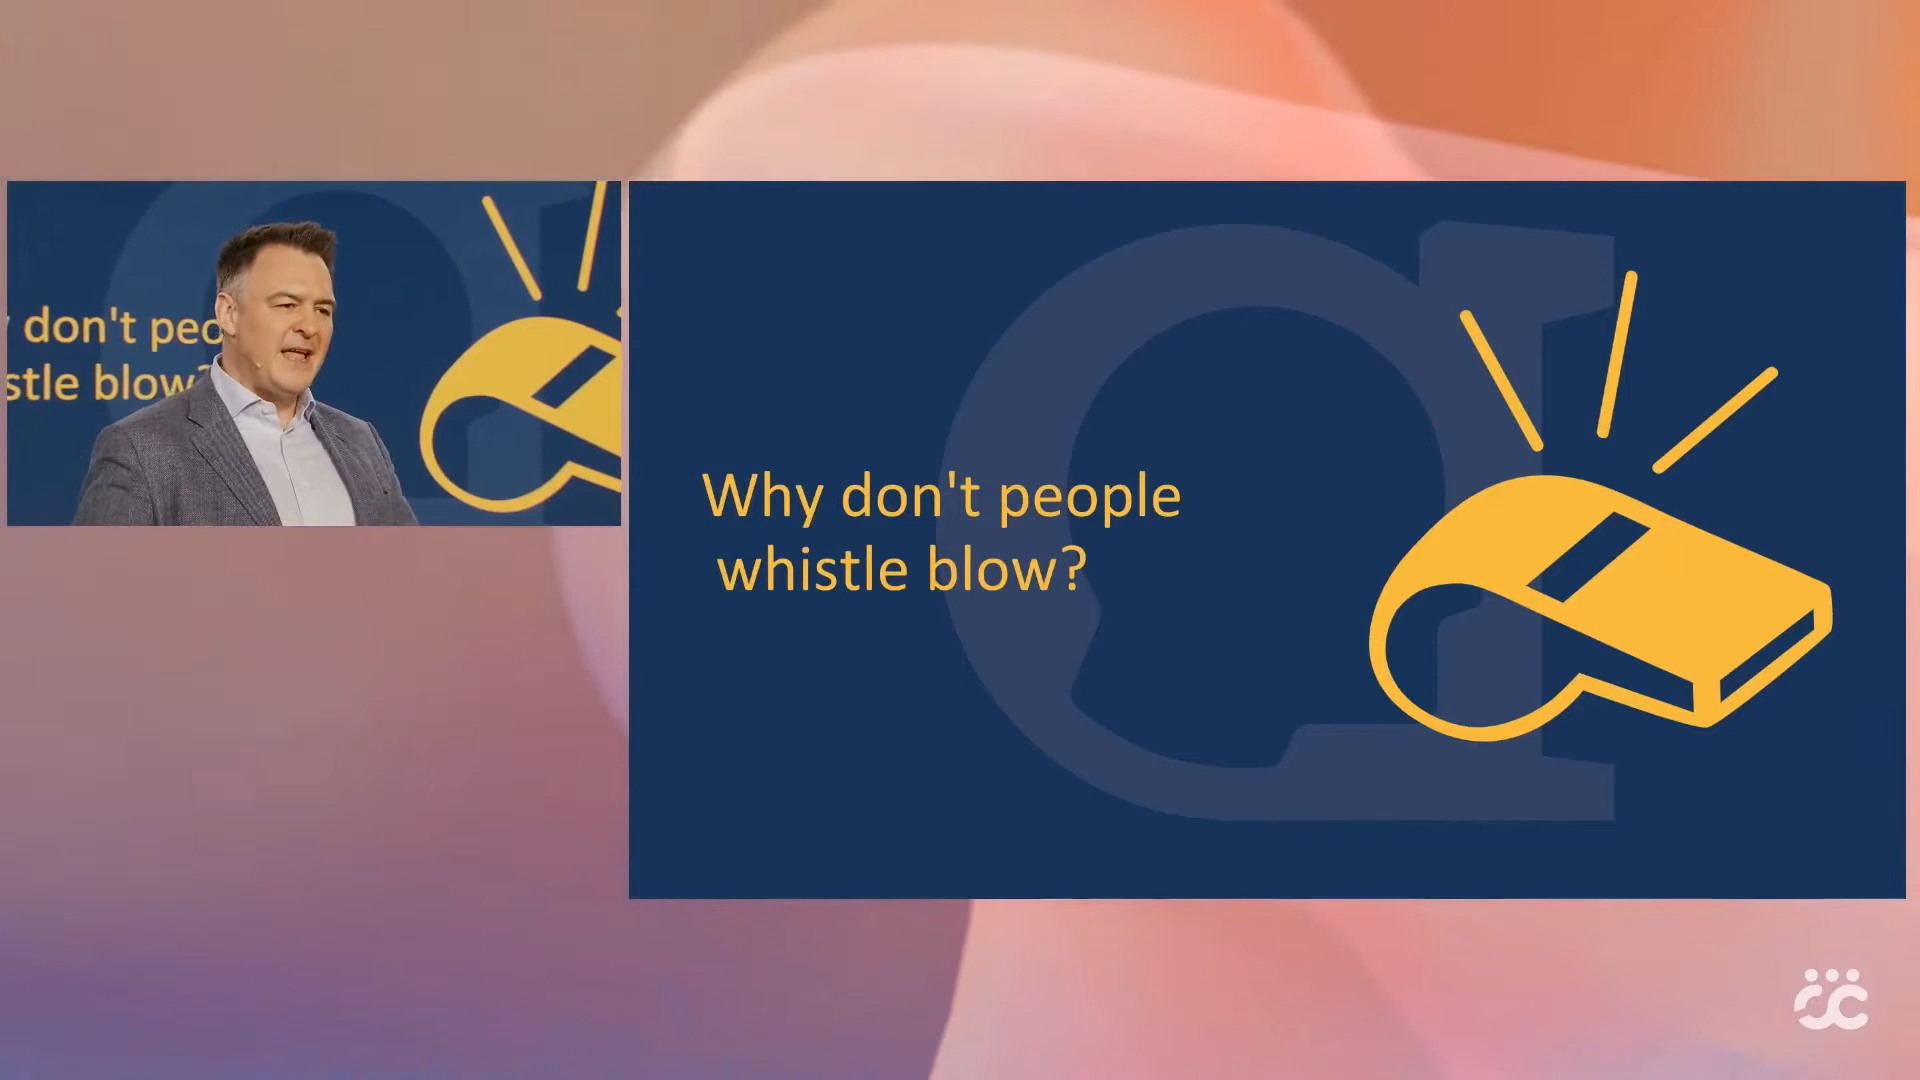 don't peo
stle blow?
Why don't people
whistle blow?